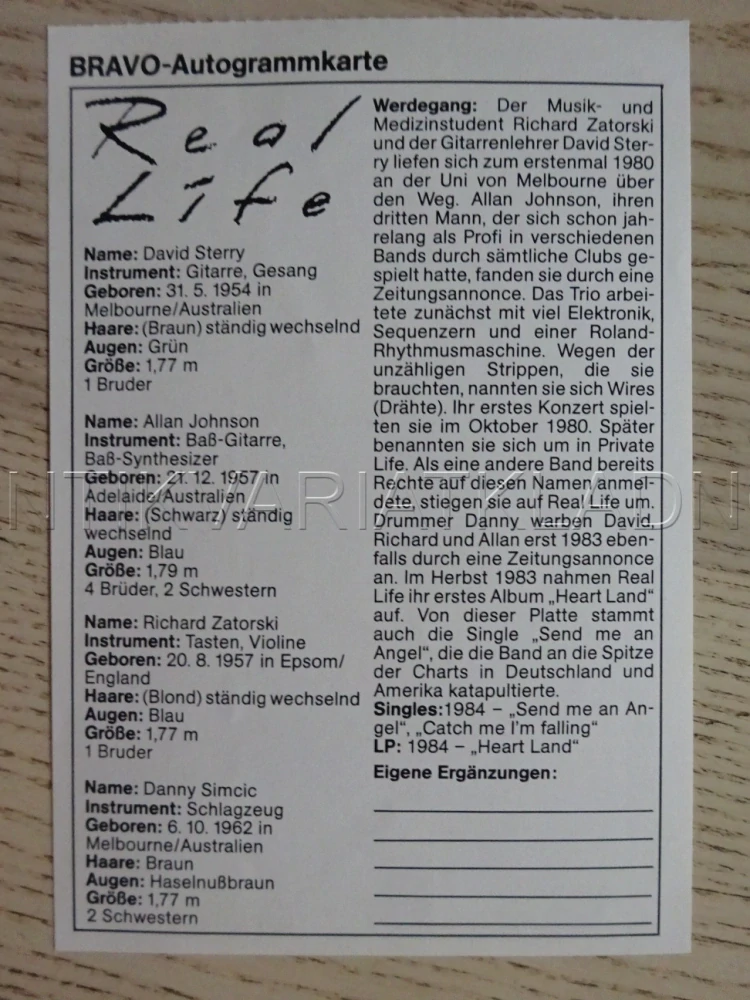 BRAVO-Autogrammkarte
Real
Life
Name: David Sterry
Instrument: Gitarre, Gesang
Geboren: 31. 5. 1954 in
Melbourne/Australien
Haare: (Braun) ständig wechselnd
Augen: Grün
Größe: 1,77 m
1 Bruder
Name: Allan Johnson
Instrument: Baß-Gitarre,
Baß-Synthesizer
Geboren: 21. 12. 1957 in
Adelaide/Australien
Haare: (Schwarz) ständig
wechselnd
Augen: Blau
Größe: 1,79 m
4 Brüder, 2 Schwestern
Name: Richard Zatorski
Instrument: Tasten, Violine
Geboren: 20. 8. 1957 in Epsom/
England
Haare: (Blond) ständig wechselnd
Augen: Blau
Größe: 1,77 m
1 Bruder
Name: Danny Simcic
Instrument: Schlagzeug
Geboren: 6. 10. 1962 in
Melbourne/Australien
Haare: Braun
Augen: Haselnußbraun
Größe: 1,77 m
2 Schwestern
Werdegang: Der Musik- und
Medizinstudent Richard Zatorski
und der Gitarrenlehrer David Ster-
ry liefen sich zum erstenmal 1980
an der Uni von Melbourne über
den Weg. Allan Johnson, ihren
dritten Mann, der sich schon jah-
relang als Profi in verschiedenen
Bands durch sämtliche Clubs ge-
spielt hatte, fanden sie durch eine
Zeitungsannonce. Das Trio arbei-
tete zunächst mit viel Elektronik,
Sequenzern und einer Roland-
Rhythmusmaschine. Wegen der
unzähligen Strippen, die sie
brauchten, nannten sie sich Wires
(Drähte). Ihr erstes Konzert spiel-
ten sie im Oktober 1980. Später
benannten sie sich um in Private
Life. Als eine andere Band bereits
Rechte auf diesen Namen anmel-
dete, stiegen sie auf Real Life um.
Drummer Danny warben David,
Richard und Allan erst 1983 eben-
falls durch eine Zeitungsannonce
an. Im Herbst 1983 nahmen Real
Life ihr erstes Album „Heart Land“
auf. Von dieser Platte stammt
auch die Single „Send me an
Angel“, die die Band an die Spitze
der Charts in Deutschland und
Amerika katapultierte.
Singles:1984 – „Send me an An-
gel“, „Catch me I'm falling“
LP: 1984 – „Heart Land“
Eigene Ergänzungen:
NTIKVARIATKLADN